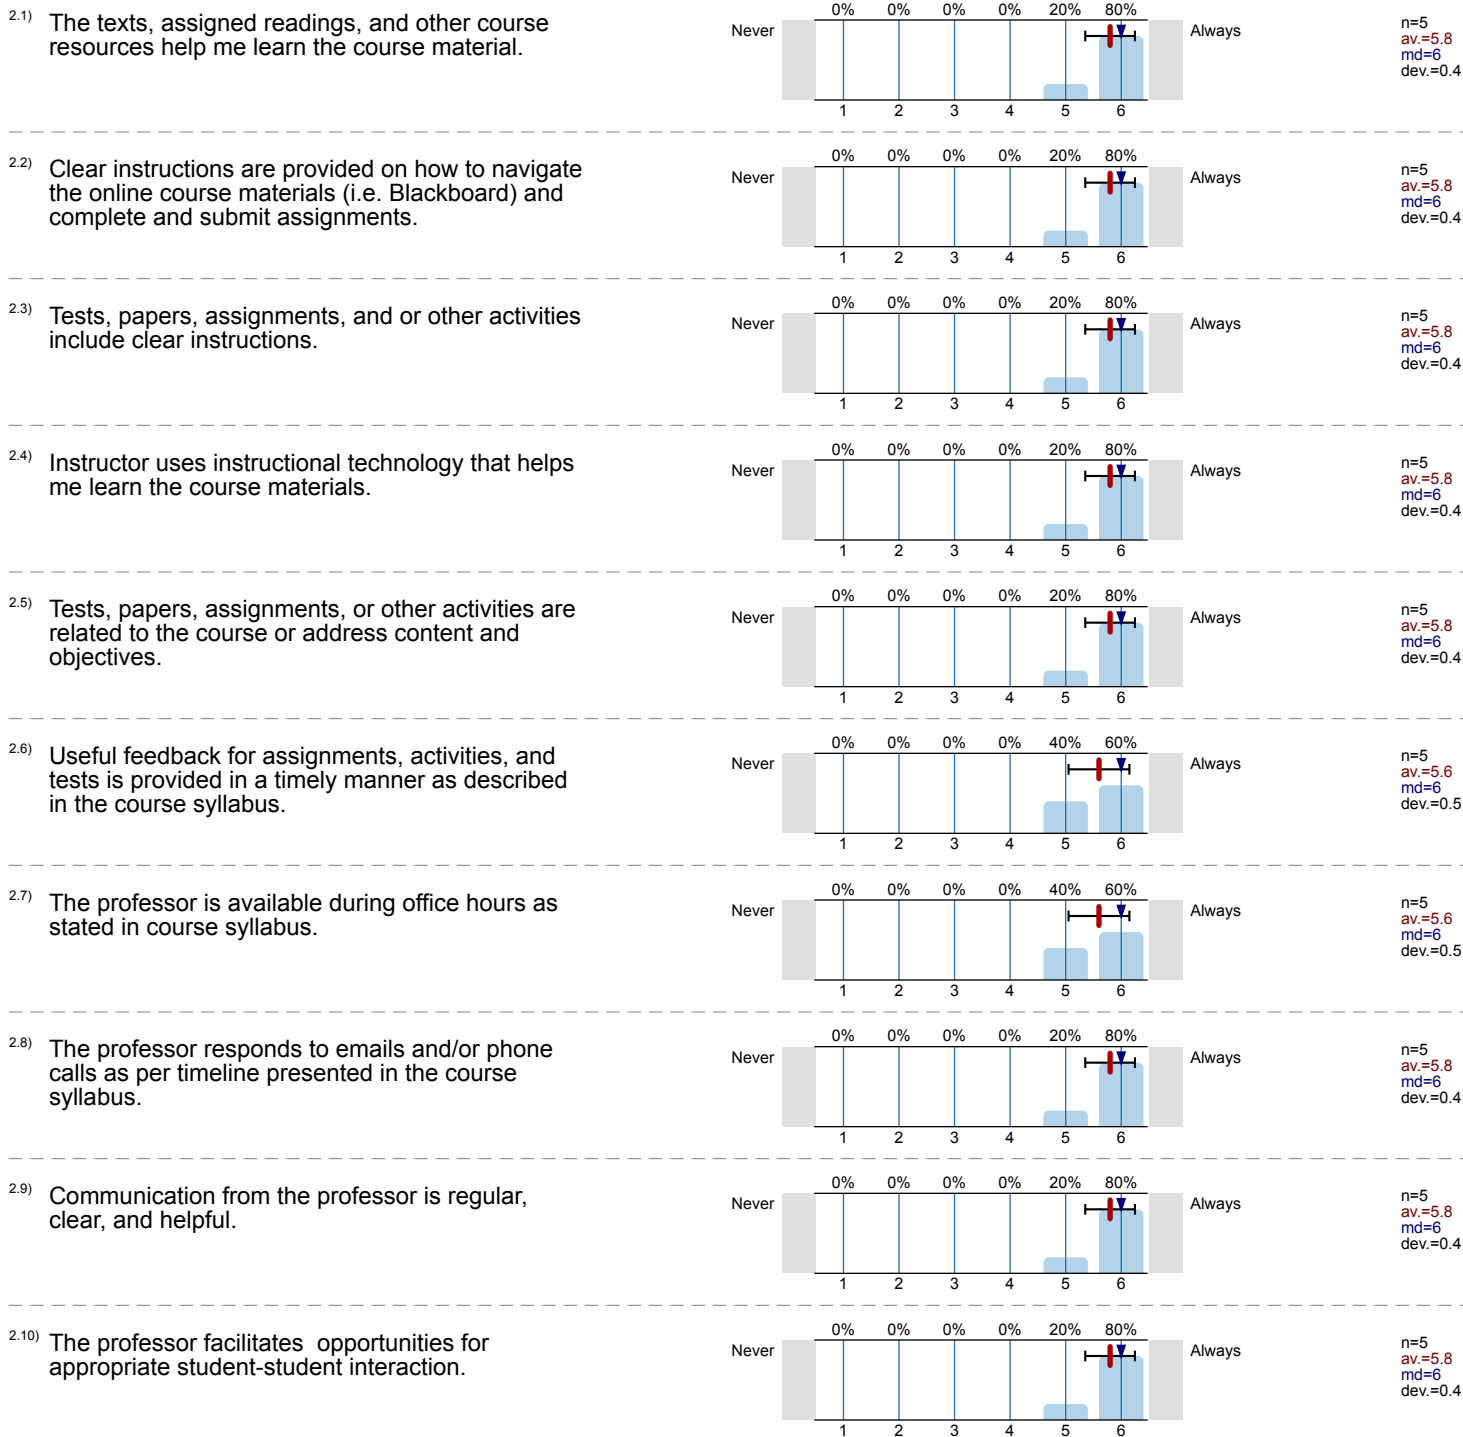 2.1) The texts, assigned readings, and other course
resources help me learn the course material.
0% 0% 0% 0% 20% 80%
Never Always
1 2 3 4 5 6
n=5
av.=5.8
md=6
dev.=0.4
2.2) Clear instructions are provided on how to navigate
the online course materials (i.e. Blackboard) and
complete and submit assignments.
0% 0% 0% 0% 20% 80%
Never Always
1 2 3 4 5 6
n=5
av.=5.8
md=6
dev.=0.4
2.3) Tests, papers, assignments, and or other activities
include clear instructions.
0% 0% 0% 0% 20% 80%
Never Always
1 2 3 4 5 6
n=5
av.=5.8
md=6
dev.=0.4
2.4) Instructor uses instructional technology that helps
me learn the course materials.
0% 0% 0% 0% 20% 80%
Never Always
1 2 3 4 5 6
n=5
av.=5.8
md=6
dev.=0.4
2.5) Tests, papers, assignments, or other activities are
related to the course or address content and
objectives.
0% 0% 0% 0% 20% 80%
Never Always
1 2 3 4 5 6
n=5
av.=5.8
md=6
dev.=0.4
2.6) Useful feedback for assignments, activities, and
tests is provided in a timely manner as described
in the course syllabus.
0% 0% 0% 0% 40% 60%
Never Always
1 2 3 4 5 6
n=5
av.=5.6
md=6
dev.=0.5
2.7) The professor is available during office hours as
stated in course syllabus.
0% 0% 0% 0% 40% 60%
Never Always
1 2 3 4 5 6
n=5
av.=5.6
md=6
dev.=0.5
2.8) The professor responds to emails and/or phone
calls as per timeline presented in the course
syllabus.
0% 0% 0% 0% 20% 80%
Never Always
1 2 3 4 5 6
n=5
av.=5.8
md=6
dev.=0.4
2.9) Communication from the professor is regular,
clear, and helpful.
0% 0% 0% 0% 20% 80%
Never Always
1 2 3 4 5 6
n=5
av.=5.8
md=6
dev.=0.4
2.10) The professor facilitates  opportunities for
appropriate student-student interaction.
0% 0% 0% 0% 20% 80%
Never Always
1 2 3 4 5 6
n=5
av.=5.8
md=6
dev.=0.4